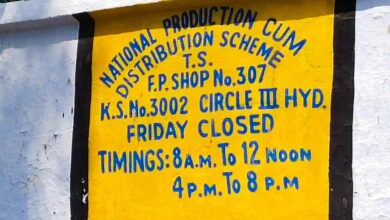 NATIONAL PRODUCTION CUM
DISTRIBUTION SCHEME
T.S.
F.P. SHOP No. 307
K.S.No.3002 CIRCLE III HYD,
FRIDAY CLOSED
TIMINGS: 8 A.M. TO 12 NOON
4 P.M. TO 8 P.M